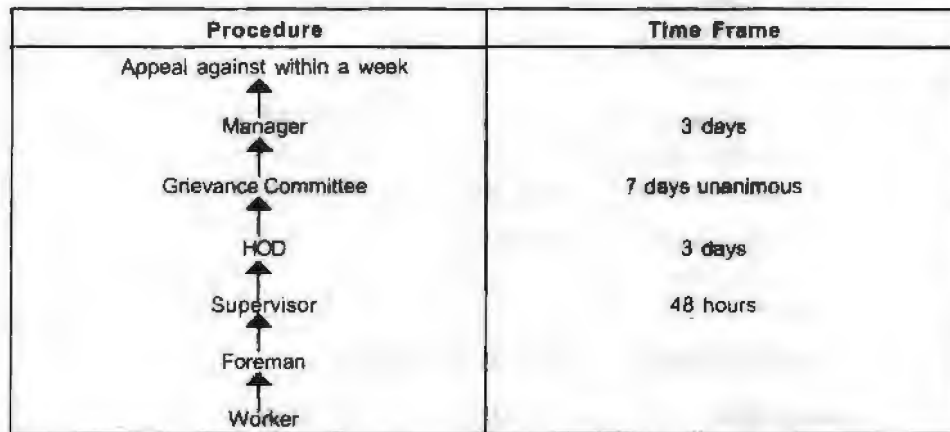 Procedure Time Frame
Appeal against within a week
Manager 3 days
Grievance Committee 7 days unanimous
HOD 3 days
Supervisor 48 hours
Foreman
Worker